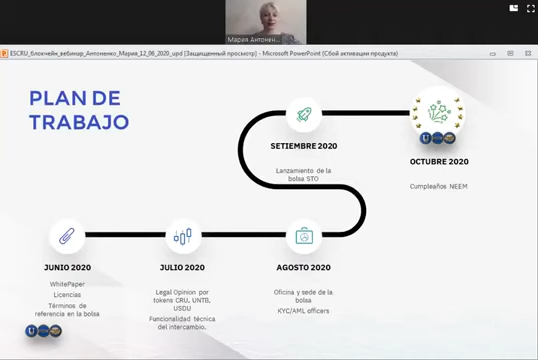 Мария Антонен...
ESCRU_блокчейн_вебинар_Антоненко_Мария_12_06_2020_upd [Защищенный просмотр] - Microsoft PowerPoint (Сбой активации продукта)
PLAN DE
TRABAJO
SETIEMBRE 2020
Lanzamiento de la
bolsa STO
OCTUBRE 2020
Cumpleaños NEEM
JUNIO 2020
WhitePaper
Licencias
Términos de
referencia en la bolsa
JULIO 2020
Legal Opinion por
tokens CRU, UNTB,
USDU
Funcionalidad técnica
del intercambio.
AGOSTO 2020
Oficina y sede de la
bolsa
KYC/AML officers